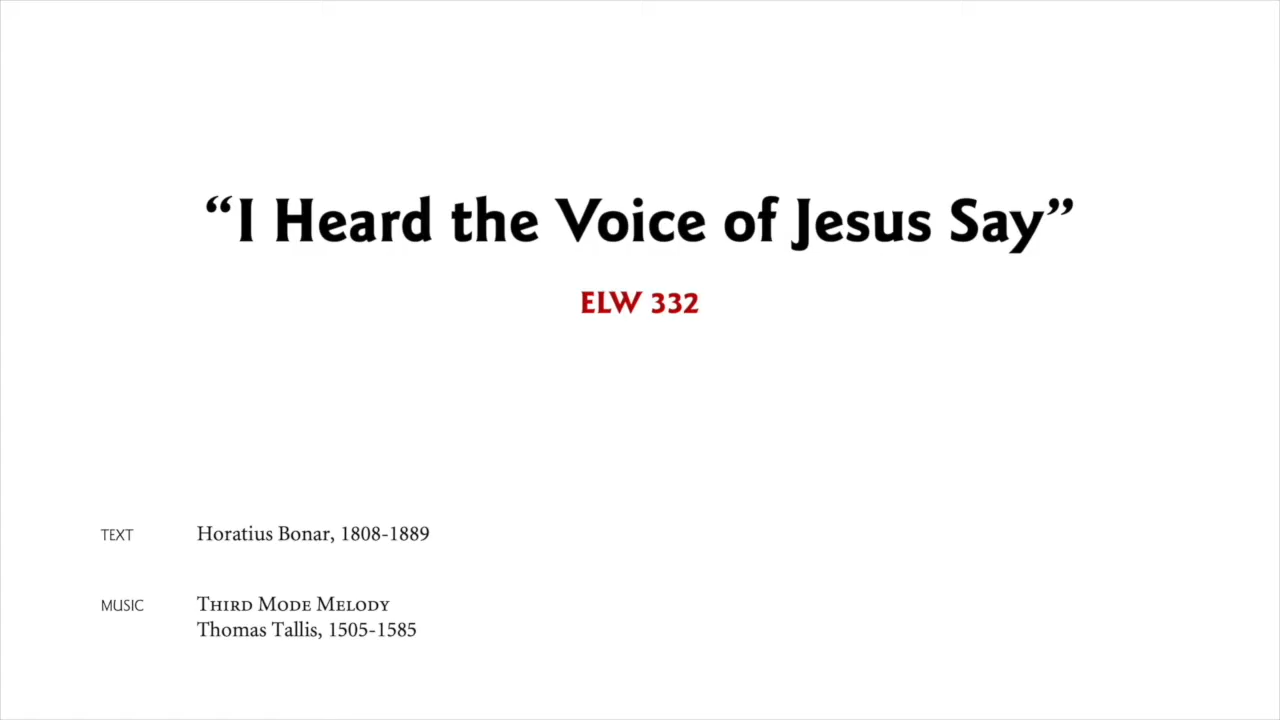 “I Heard the Voice of Jesus Say”
ELW 332
TEXT Horatius Bonar, 1808-1889
MUSIC Third Mode Melody
Thomas Tallis, 1505-1585